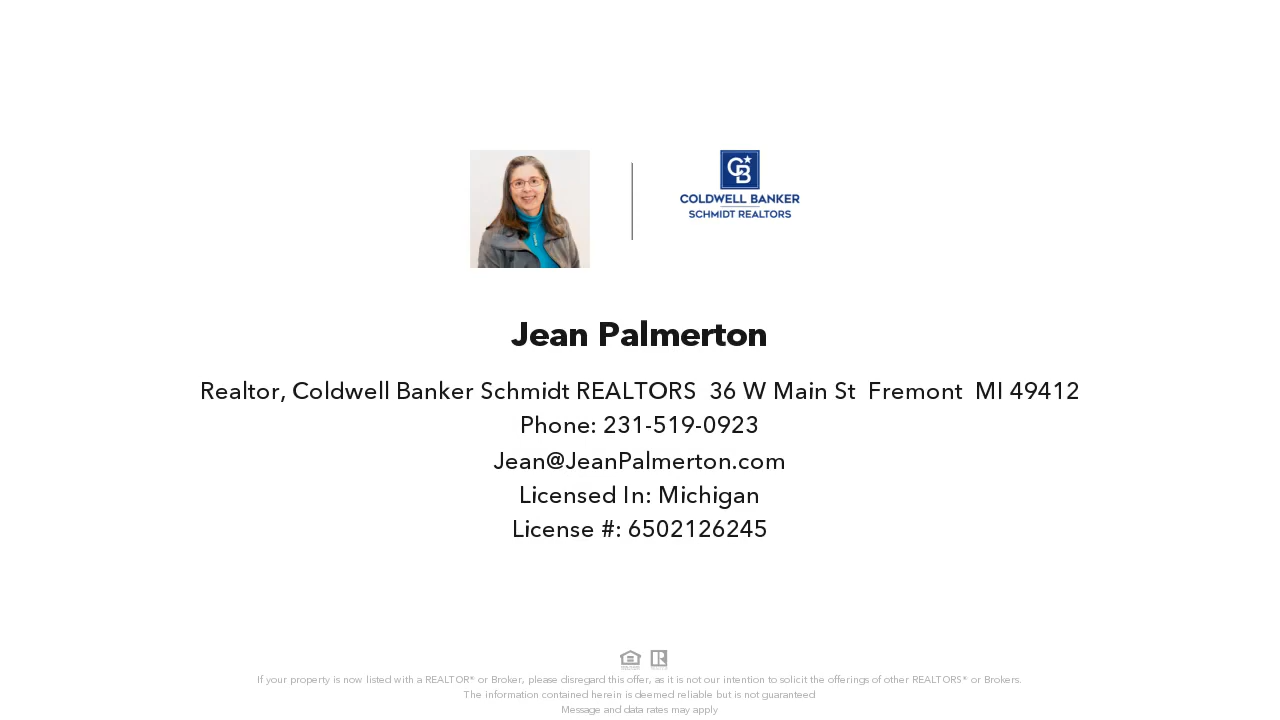 CB
COLDWELL BANKER
SCHMIDT REALTORS
Jean Palmerton
Realtor, Coldwell Banker Schmidt REALTORS 36 W Main St Fremont MI 49412
Phone: 231-519-0923
Jean@JeanPalmerton.com
Licensed In: Michigan
License #: 6502126245
If your property is now listed with a REALTOR® or Broker, please disregard this offer, as it is not our intention to solicit the offerings of other REALTORS® or Brokers.
The information contained herein is deemed reliable but is not guaranteed
Message and data rates may apply